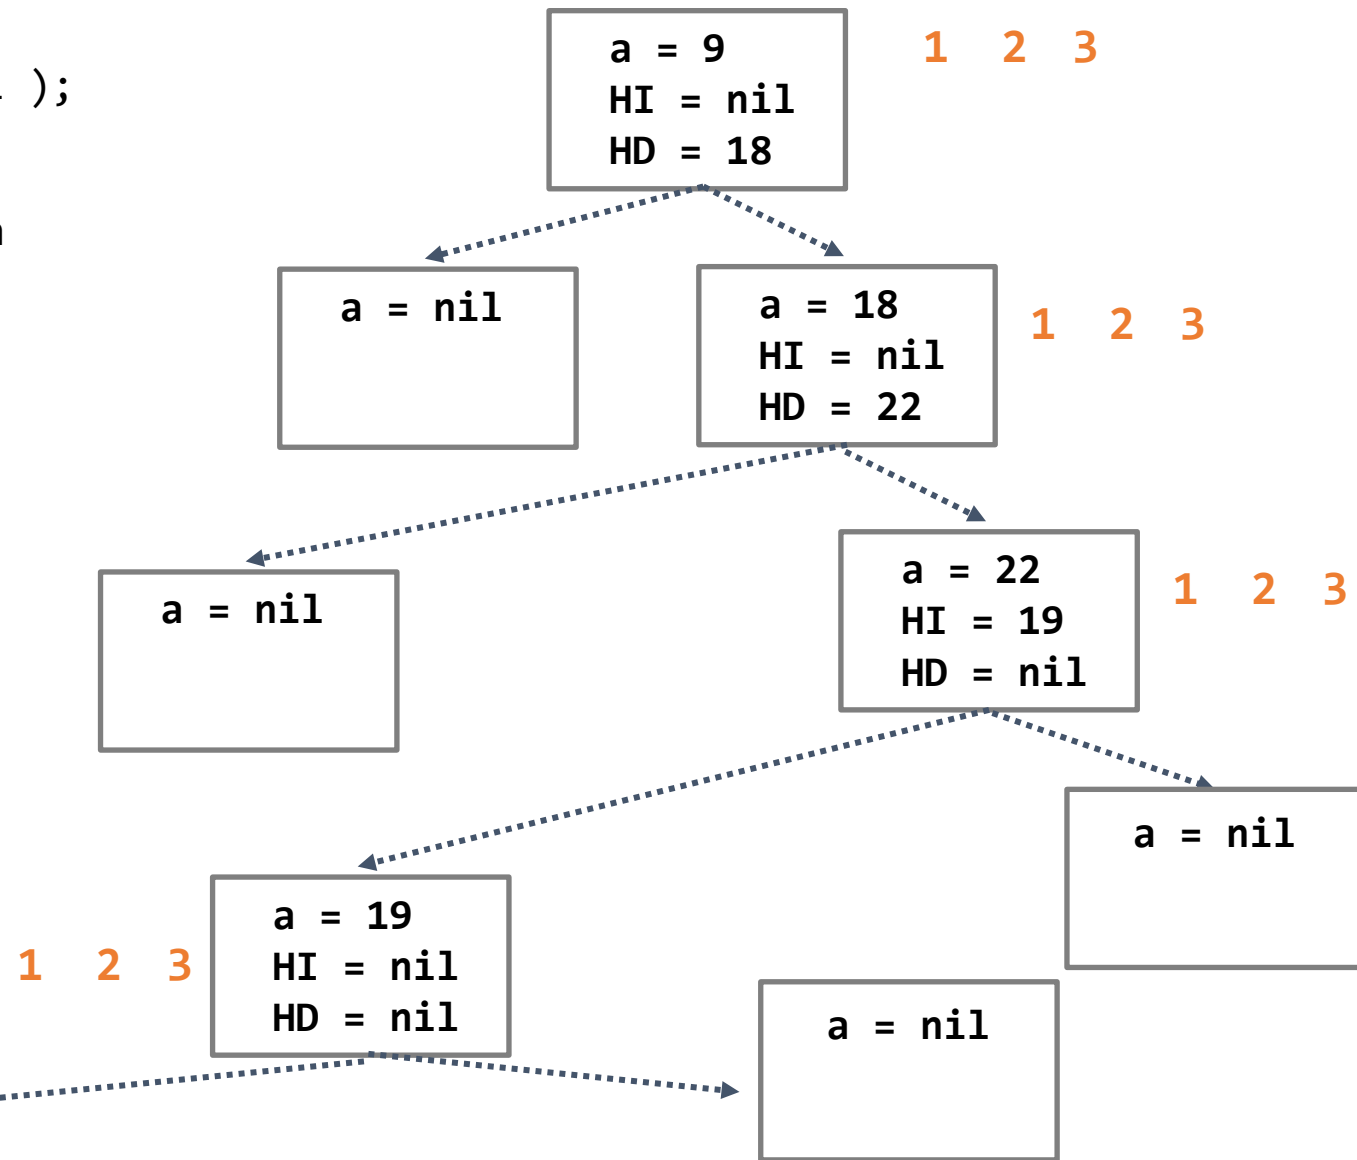 a = 9
HI = nil
HD = 18
1 2 3
);
a = nil
a = 18
HI = nil
HD = 22
1 2 3
a = nil
a = 22
HI = 19
HD = nil
1 2 3
a = nil
a = 19
HI = nil
HD = nil
1 2 3
a = nil